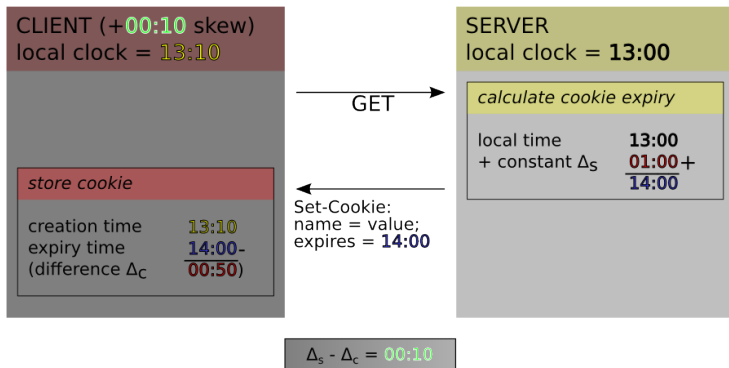 CLIENT (+00:10 skew)
local clock = 13:10
SERVER
local clock = 13:00
GET
calculate cookie expiry
local time 13:00
+ constant Δs 01:00+
14:00
store cookie
creation time 13:10
expiry time 14:00-
(difference Δc 00:50)
Set-Cookie:
name = value;
expires = 14:00
Δs - Δc = 00:10